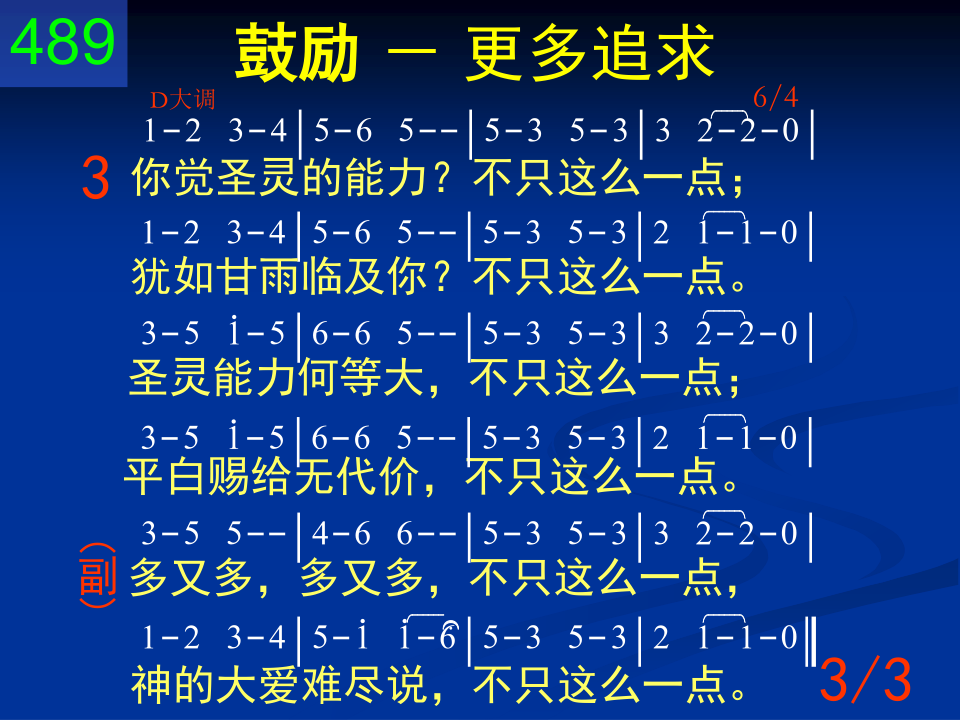 489
鼓励 － 更多追求
D大调 6/4
1-2 3-4|5-6 5--|5-3 5-3|3 2-2-0|
3 你觉圣灵的能力？不只这么一点；
1-2 3-4|5-6 5--|5-3 5-3|2 1-1-0|
犹如甘雨临及你？不只这么一点。
3-5 i-5|6-6 5--|5-3 5-3|3 2-2-0|
圣灵能力何等大，不只这么一点；
3-5 i-5|6-6 5--|5-3 5-3|2 1-1-0|
平白赐给无代价，不只这么一点。
3-5 5--|4-6 6--|5-3 5-3|3 2-2-0|
（副） 多又多，多又多，不只这么一点，
1-2 3-4|5-i i-6|5-3 5-3|2 1-1-0‖
神的大爱难尽说，不只这么一点。
3/3